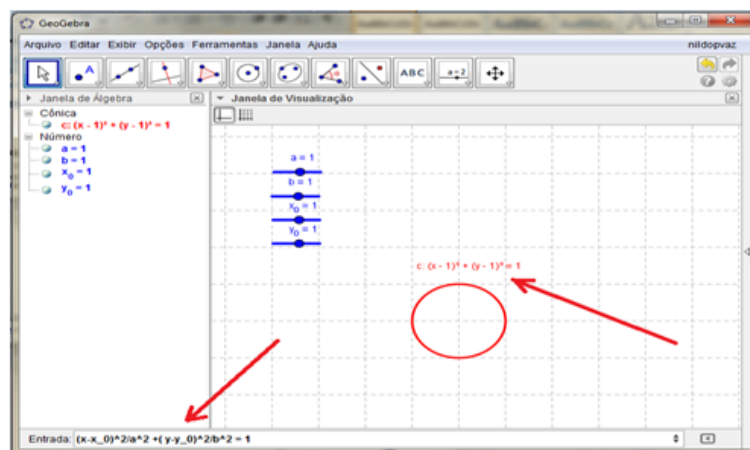 GeoGebra
Arquivo Editar Exibir Opções Ferramentas Janela Ajuda
nildopvaz
A
ABC
a=2
Janela de Álgebra
Janela de Visualização
Cônica
c: (x - 1)² + (y - 1)² = 1
Número
a = 1
b = 1
x₀ = 1
y₀ = 1
a = 1
b = 1
x₀ = 1
y₀ = 1
c: (x - 1)² + (y - 1)² = 1
Entrada: (x-x_0)^2/a^2 +( y-y_0)^2/b^2 = 1